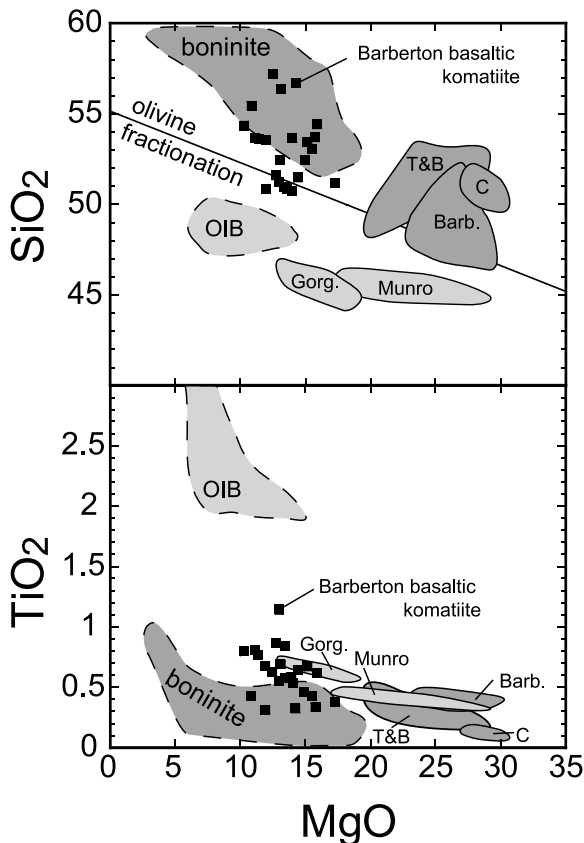 60
boninite
Barberton basaltic
komatiite
55
olivine
fractionation
T&B
C
SiO2
50
OIB
Barb.
Gorg.
Munro
45
2.5
OIB
2
TiO2
1.5
Barberton basaltic
komatiite
1
Gorg.
Munro
boninite
Barb.
0.5
T&B
C
0
0 5 10 15 20 25 30 35
MgO